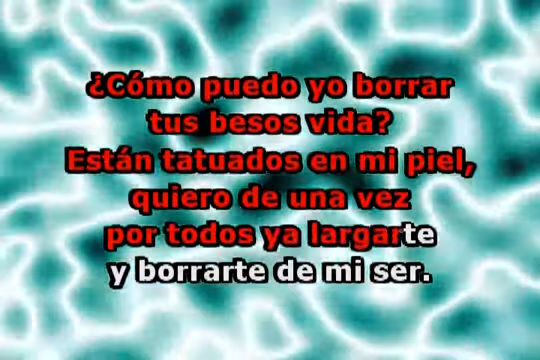 ¿Cómo puedo yo borrar
tus besos vida?
Están tatuados en mi piel,
quiero de una vez
por todos ya largarte
y borrarte de mi ser.